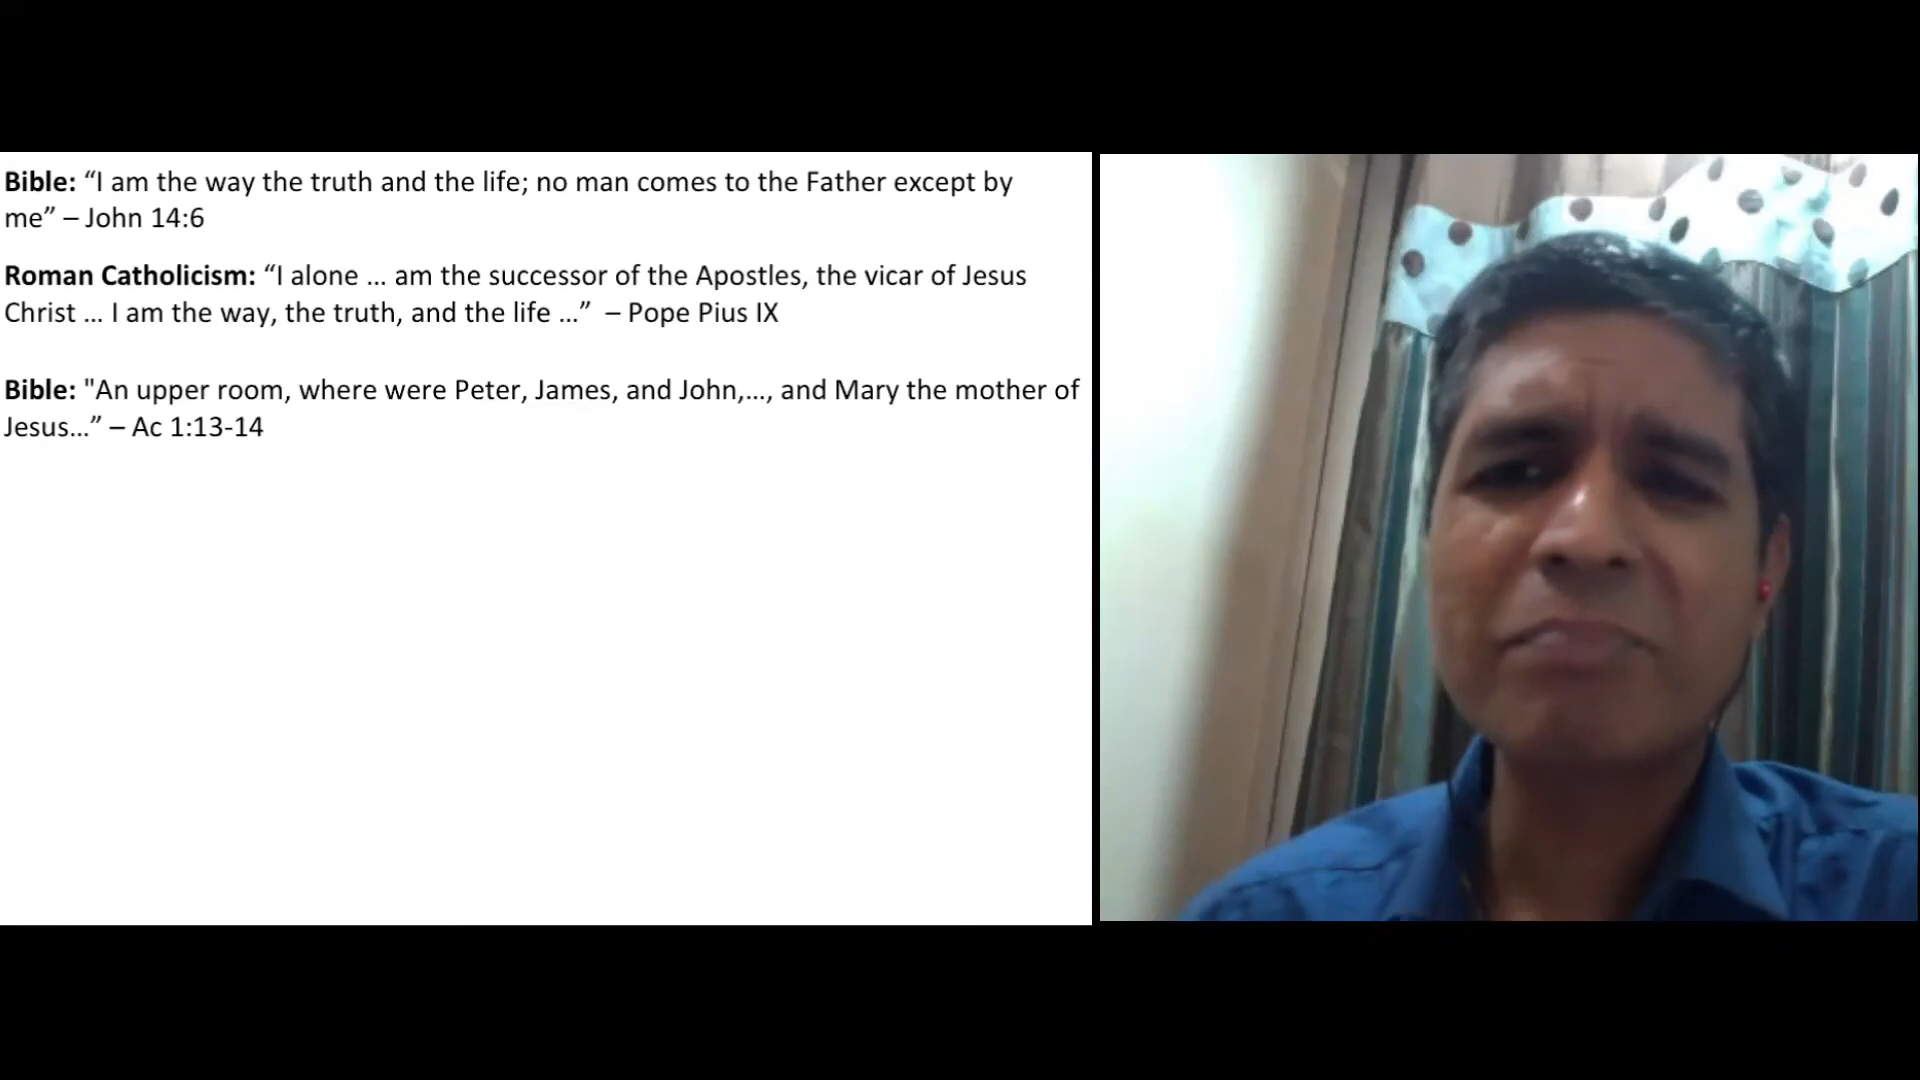 Bible: “I am the way the truth and the life; no man comes to the Father except by
me” – John 14:6
Roman Catholicism: “I alone ... am the successor of the Apostles, the vicar of Jesus
Christ ... I am the way, the truth, and the life ...”  – Pope Pius IX
Bible: "An upper room, where were Peter, James, and John,..., and Mary the mother of
Jesus...” – Ac 1:13-14